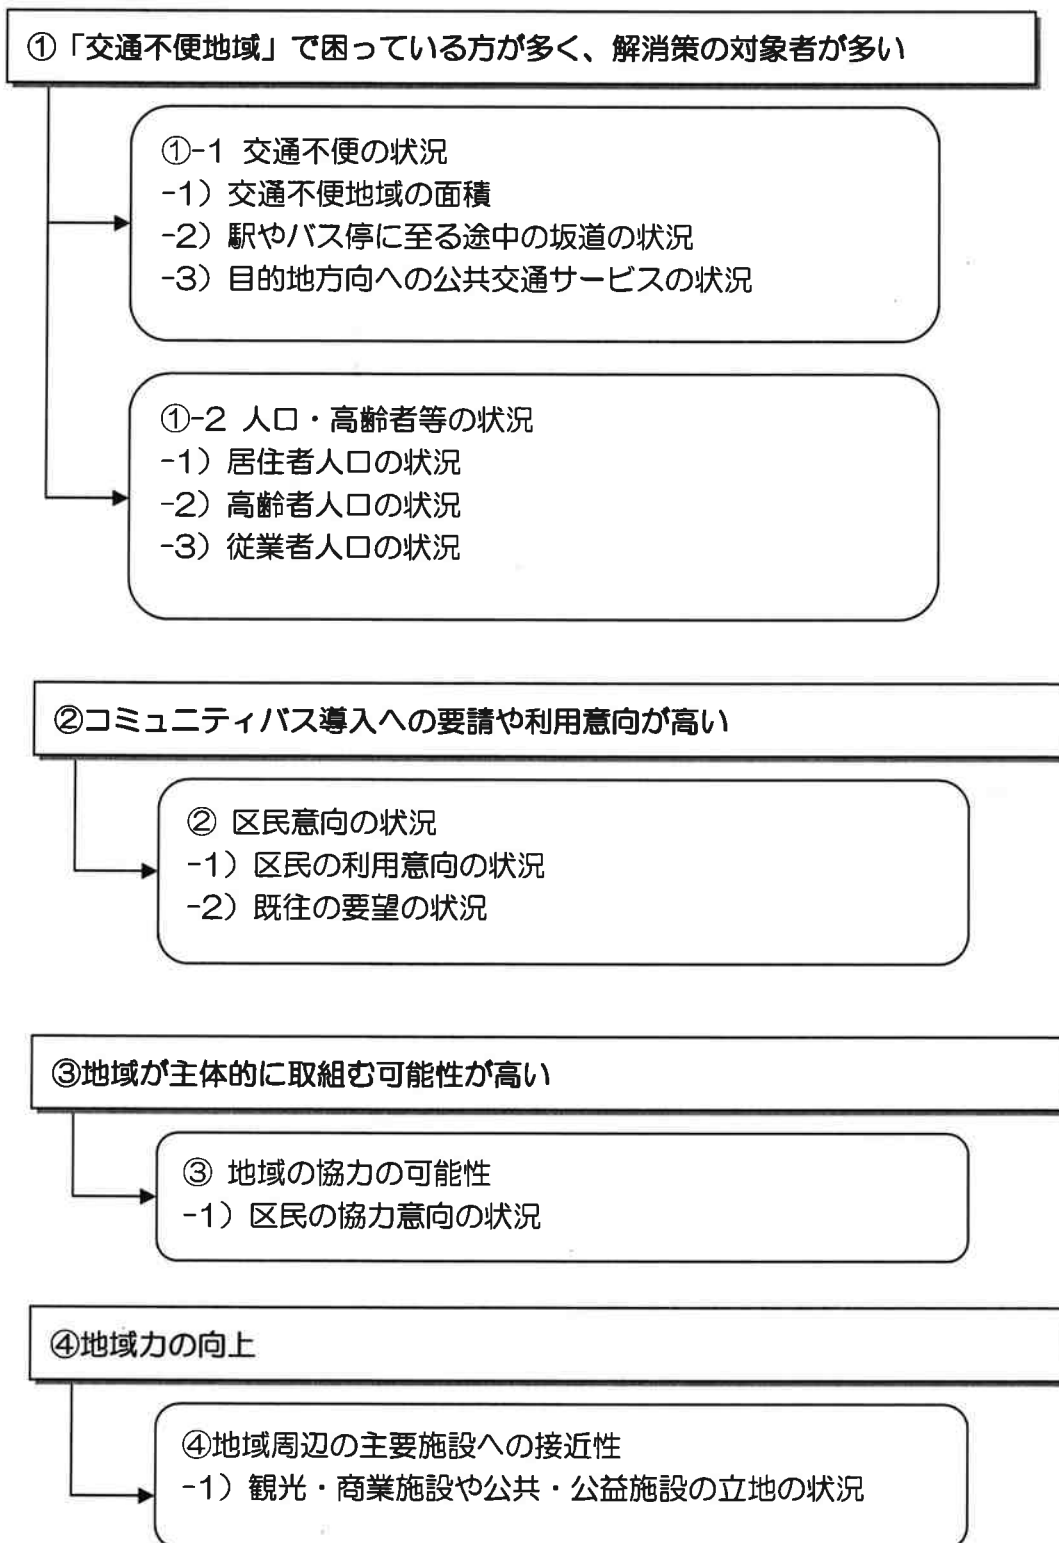 ①「交通不便地域」で困っている方が多く、解消策の対象者が多い
①-1 交通不便の状況
-1）交通不便地域の面積
-2）駅やバス停に至る途中の坂道の状況
-3）目的地方向への公共交通サービスの状況
①-2 人口・高齢者等の状況
-1）居住者人口の状況
-2）高齢者人口の状況
-3）従業者人口の状況
②コミュニティバス導入への要請や利用意向が高い
② 区民意向の状況
-1）区民の利用意向の状況
-2）既往の要望の状況
③地域が主体的に取組む可能性が高い
③ 地域の協力の可能性
-1）区民の協力意向の状況
④地域力の向上
④地域周辺の主要施設への接近性
-1）観光・商業施設や公共・公益施設の立地の状況